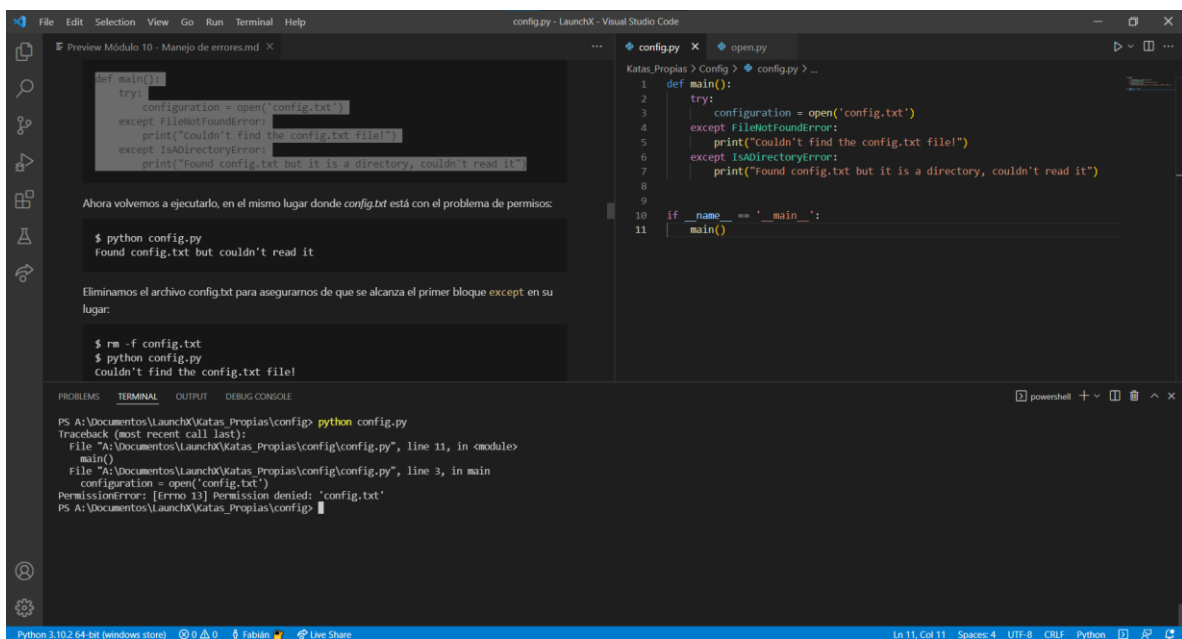 File Edit Selection View Go Run Terminal Help config.py - LaunchX - Visual Studio Code
Preview Módulo 10 - Manejo de errores.md
def main():
try:
configuration = open('config.txt')
except FileNotFoundError:
print("Couldn't find the config.txt file!")
except IsADirectoryError:
print("Found config.txt but it is a directory, couldn't read it")
Ahora volvemos a ejecutarlo, en el mismo lugar donde config.txt está con el problema de permisos:
$ python config.py
Found config.txt but couldn't read it
Eliminamos el archivo config.txt para asegurarnos de que se alcanza el primer bloque except en su
lugar:
$ rm -f config.txt
$ python config.py
Couldn't find the config.txt file!
config.py open.py
Katas_Propias > Config > config.py > ...
1 def main():
2 try:
3 configuration = open('config.txt')
4 except FileNotFoundError:
5 print("Couldn't find the config.txt file!")
6 except IsADirectoryError:
7 print("Found config.txt but it is a directory, couldn't read it")
8
9
10 if __name__ == '__main__':
11 main()
PROBLEMS TERMINAL OUTPUT DEBUG CONSOLE powershell
PS A:\Documentos\LaunchX\Katas_Propias\config> python config.py
Traceback (most recent call last):
File "A:\Documentos\LaunchX\Katas_Propias\config\config.py", line 11, in <module>
main()
File "A:\Documentos\LaunchX\Katas_Propias\config\config.py", line 3, in main
configuration = open('config.txt')
PermissionError: [Errno 13] Permission denied: 'config.txt'
PS A:\Documentos\LaunchX\Katas_Propias\config>
Python 3.10.2 64-bit (windows store) 0 0 Fabián Live Share Ln 11, Col 11 Spaces: 4 UTF-8 CRLF Python